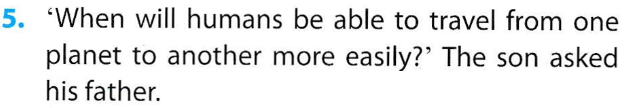 5. ‘When will humans be able to travel from one
planet to another more easily?’ The son asked
his father.